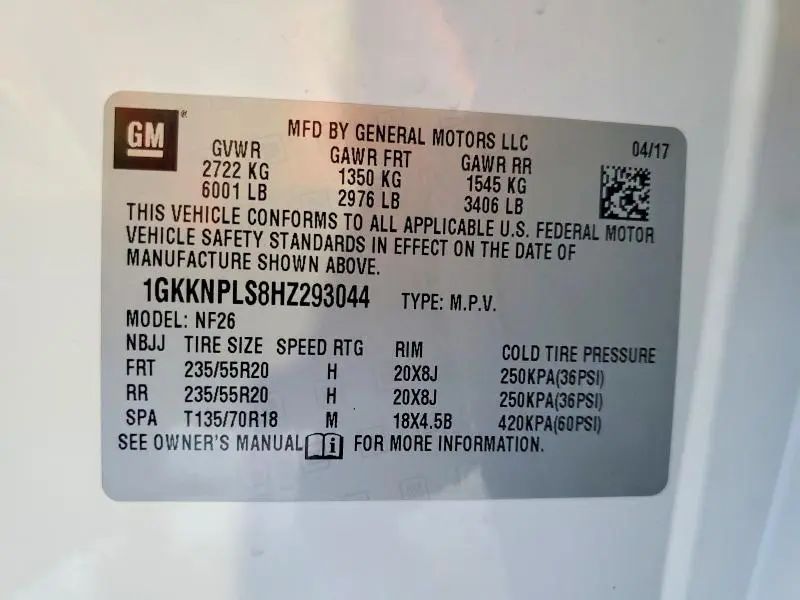 GM ®
MFD BY GENERAL MOTORS LLC 04/17
GVWR GAWR FRT GAWR RR
2722 KG 1350 KG 1545 KG
6001 LB 2976 LB 3406 LB
THIS VEHICLE CONFORMS TO ALL APPLICABLE U.S. FEDERAL MOTOR
VEHICLE SAFETY STANDARDS IN EFFECT ON THE DATE OF
MANUFACTURE SHOWN ABOVE.
1GKKNPLS8HZ293044 TYPE: M.P.V.
MODEL: NF26
NBJJ TIRE SIZE SPEED RTG RIM COLD TIRE PRESSURE
FRT 235/55R20 H 20X8J 250KPA(36PSI)
RR 235/55R20 H 20X8J 250KPA(36PSI)
SPA T135/70R18 M 18X4.5B 420KPA(60PSI)
SEE OWNER'S MANUAL i FOR MORE INFORMATION.